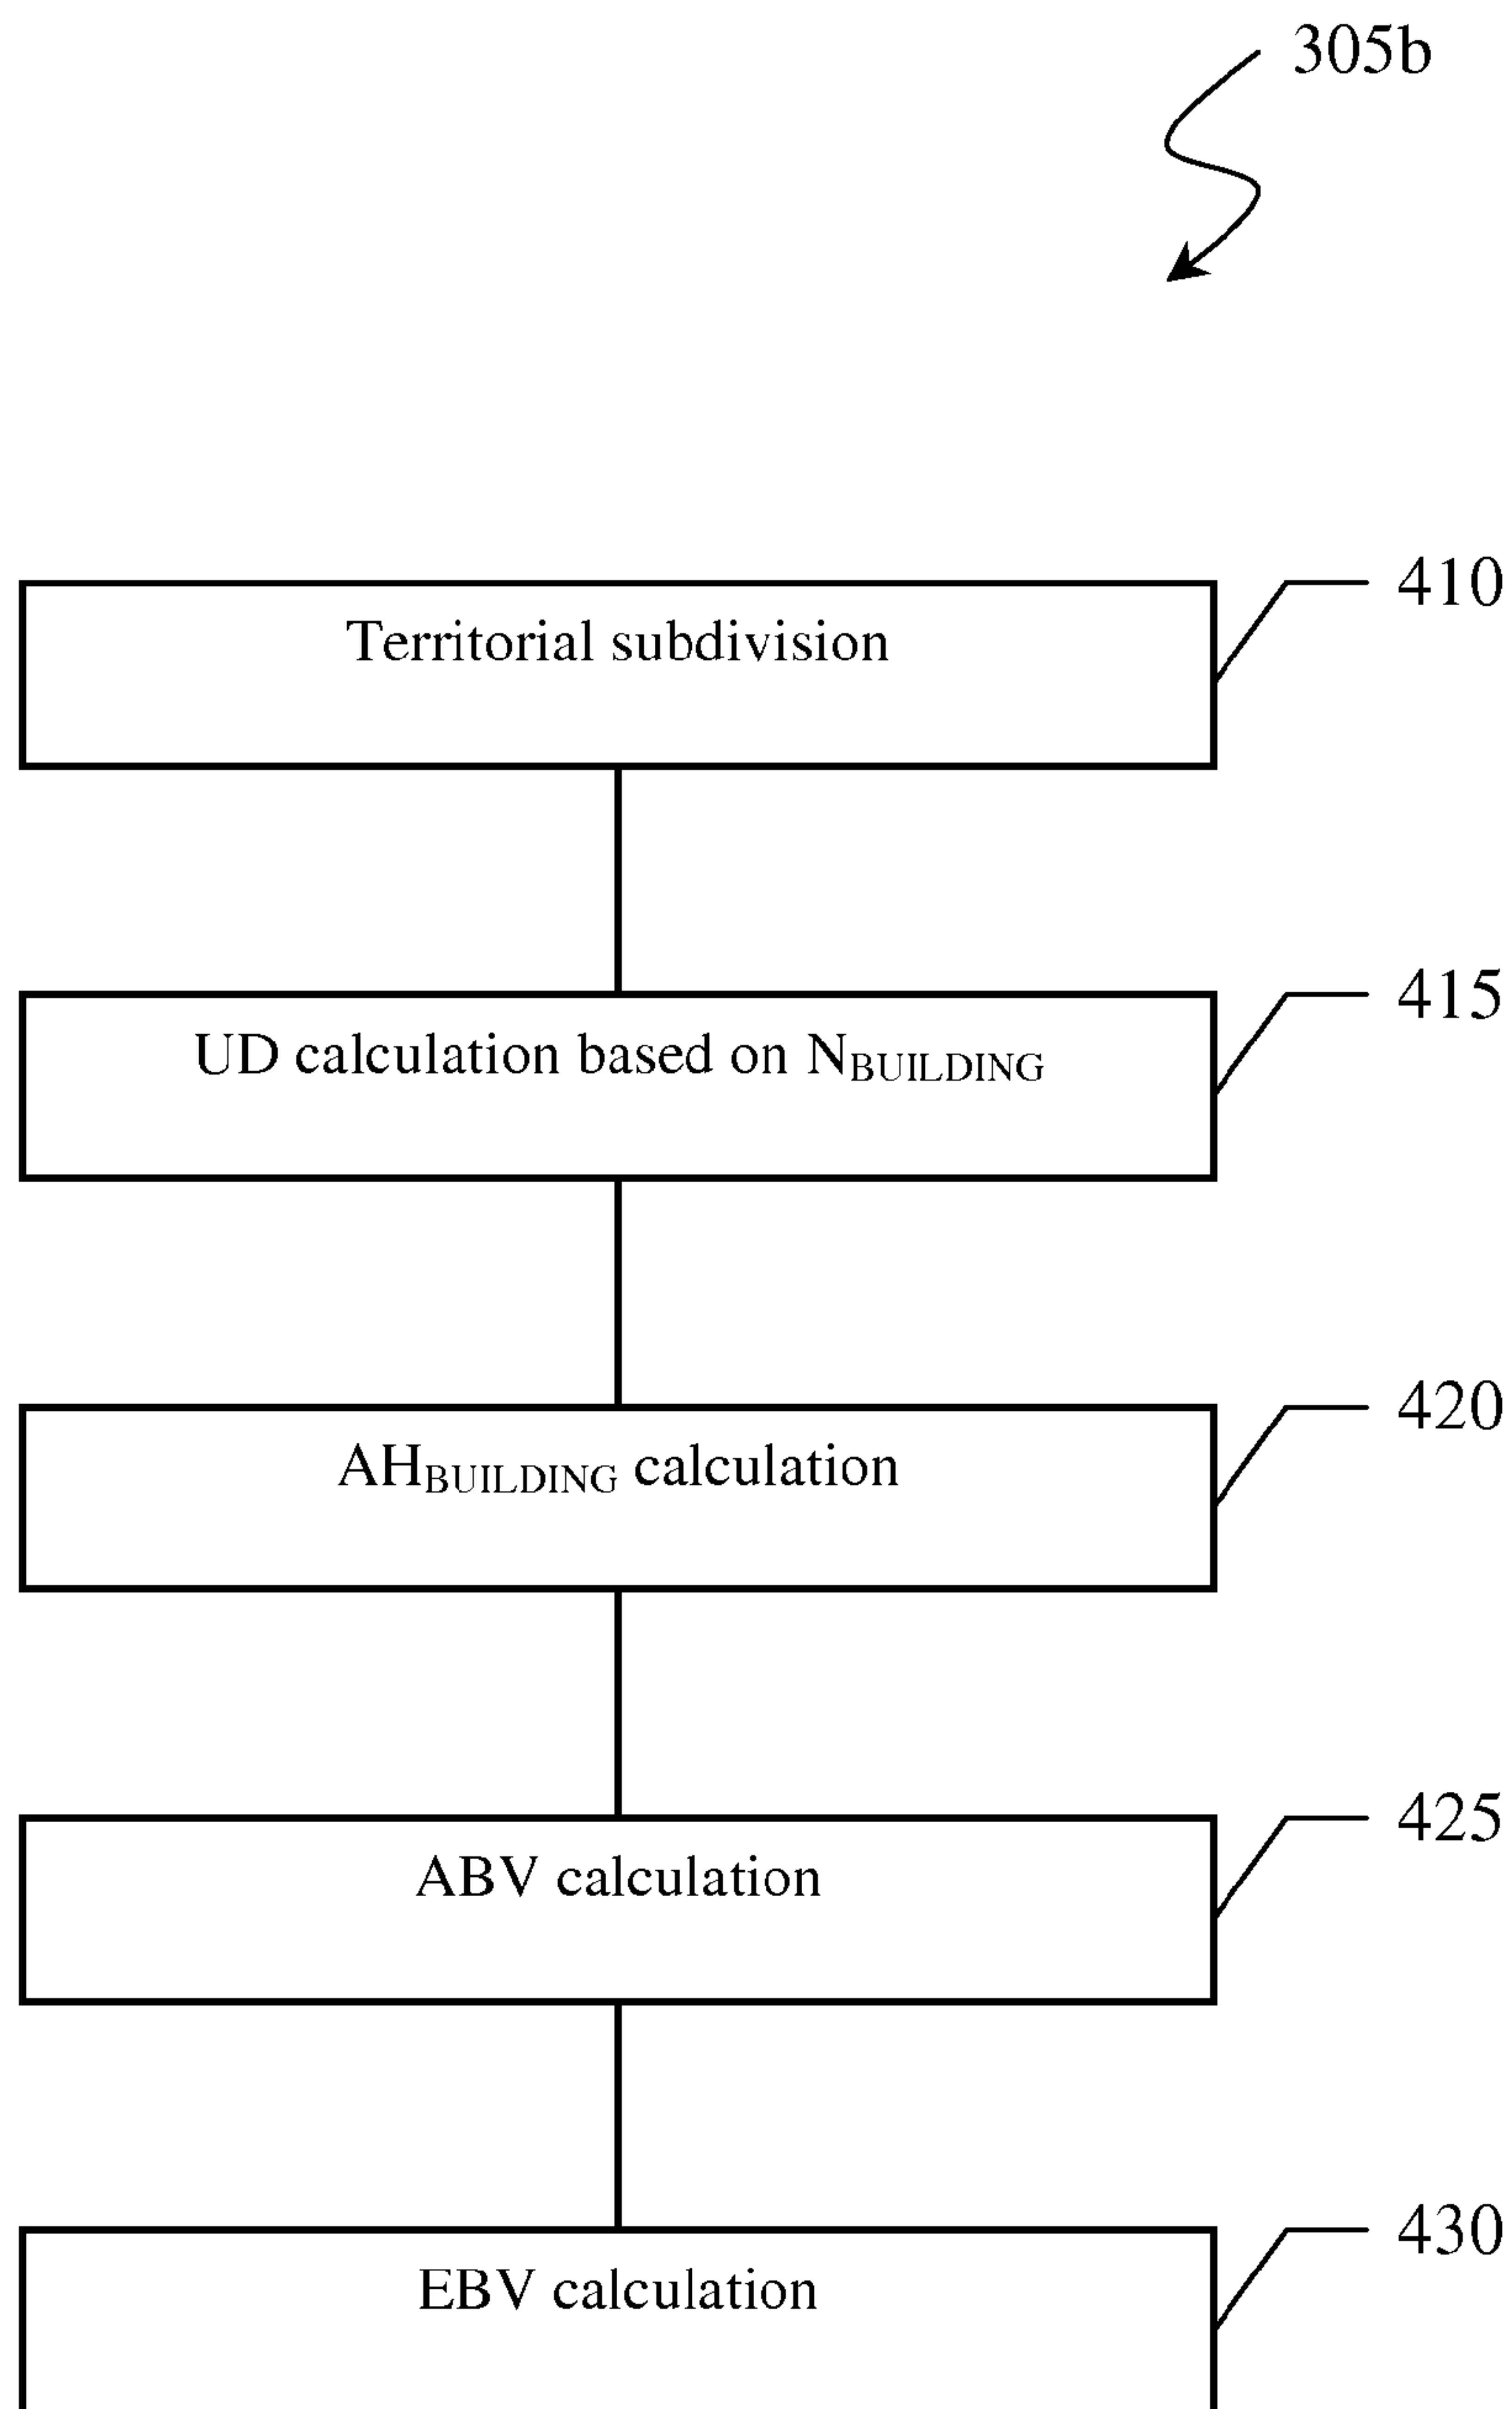 305b
410
Territorial subdivision
415
UD calculation based on NBUILDING
420
AHBUILDING calculation
425
ABV calculation
430
EBV calculation